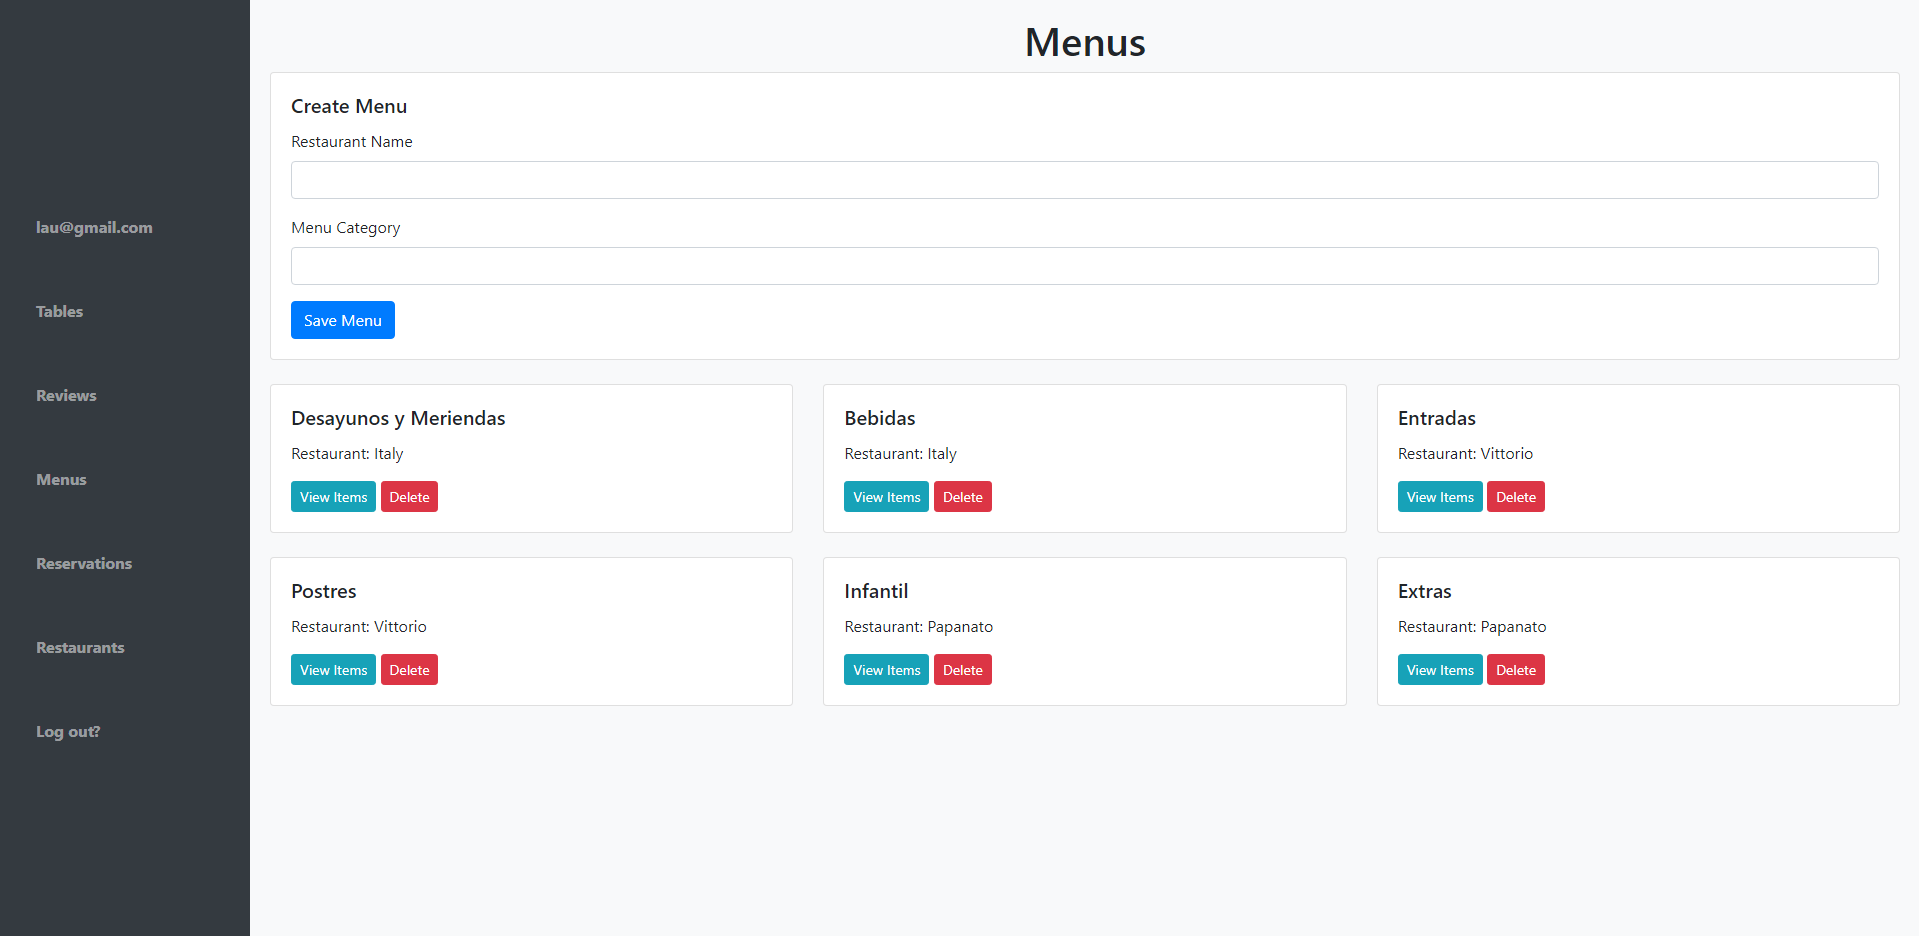 lau@gmail.com
Tables
Reviews
Menus
Reservations
Restaurants
Log out?
Menus
Create Menu
Restaurant Name
Menu Category
Save Menu
Desayunos y Meriendas
Restaurant: Italy
View Items Delete
Bebidas
Restaurant: Italy
View Items Delete
Entradas
Restaurant: Vittorio
View Items Delete
Postres
Restaurant: Vittorio
View Items Delete
Infantil
Restaurant: Papanato
View Items Delete
Extras
Restaurant: Papanato
View Items Delete